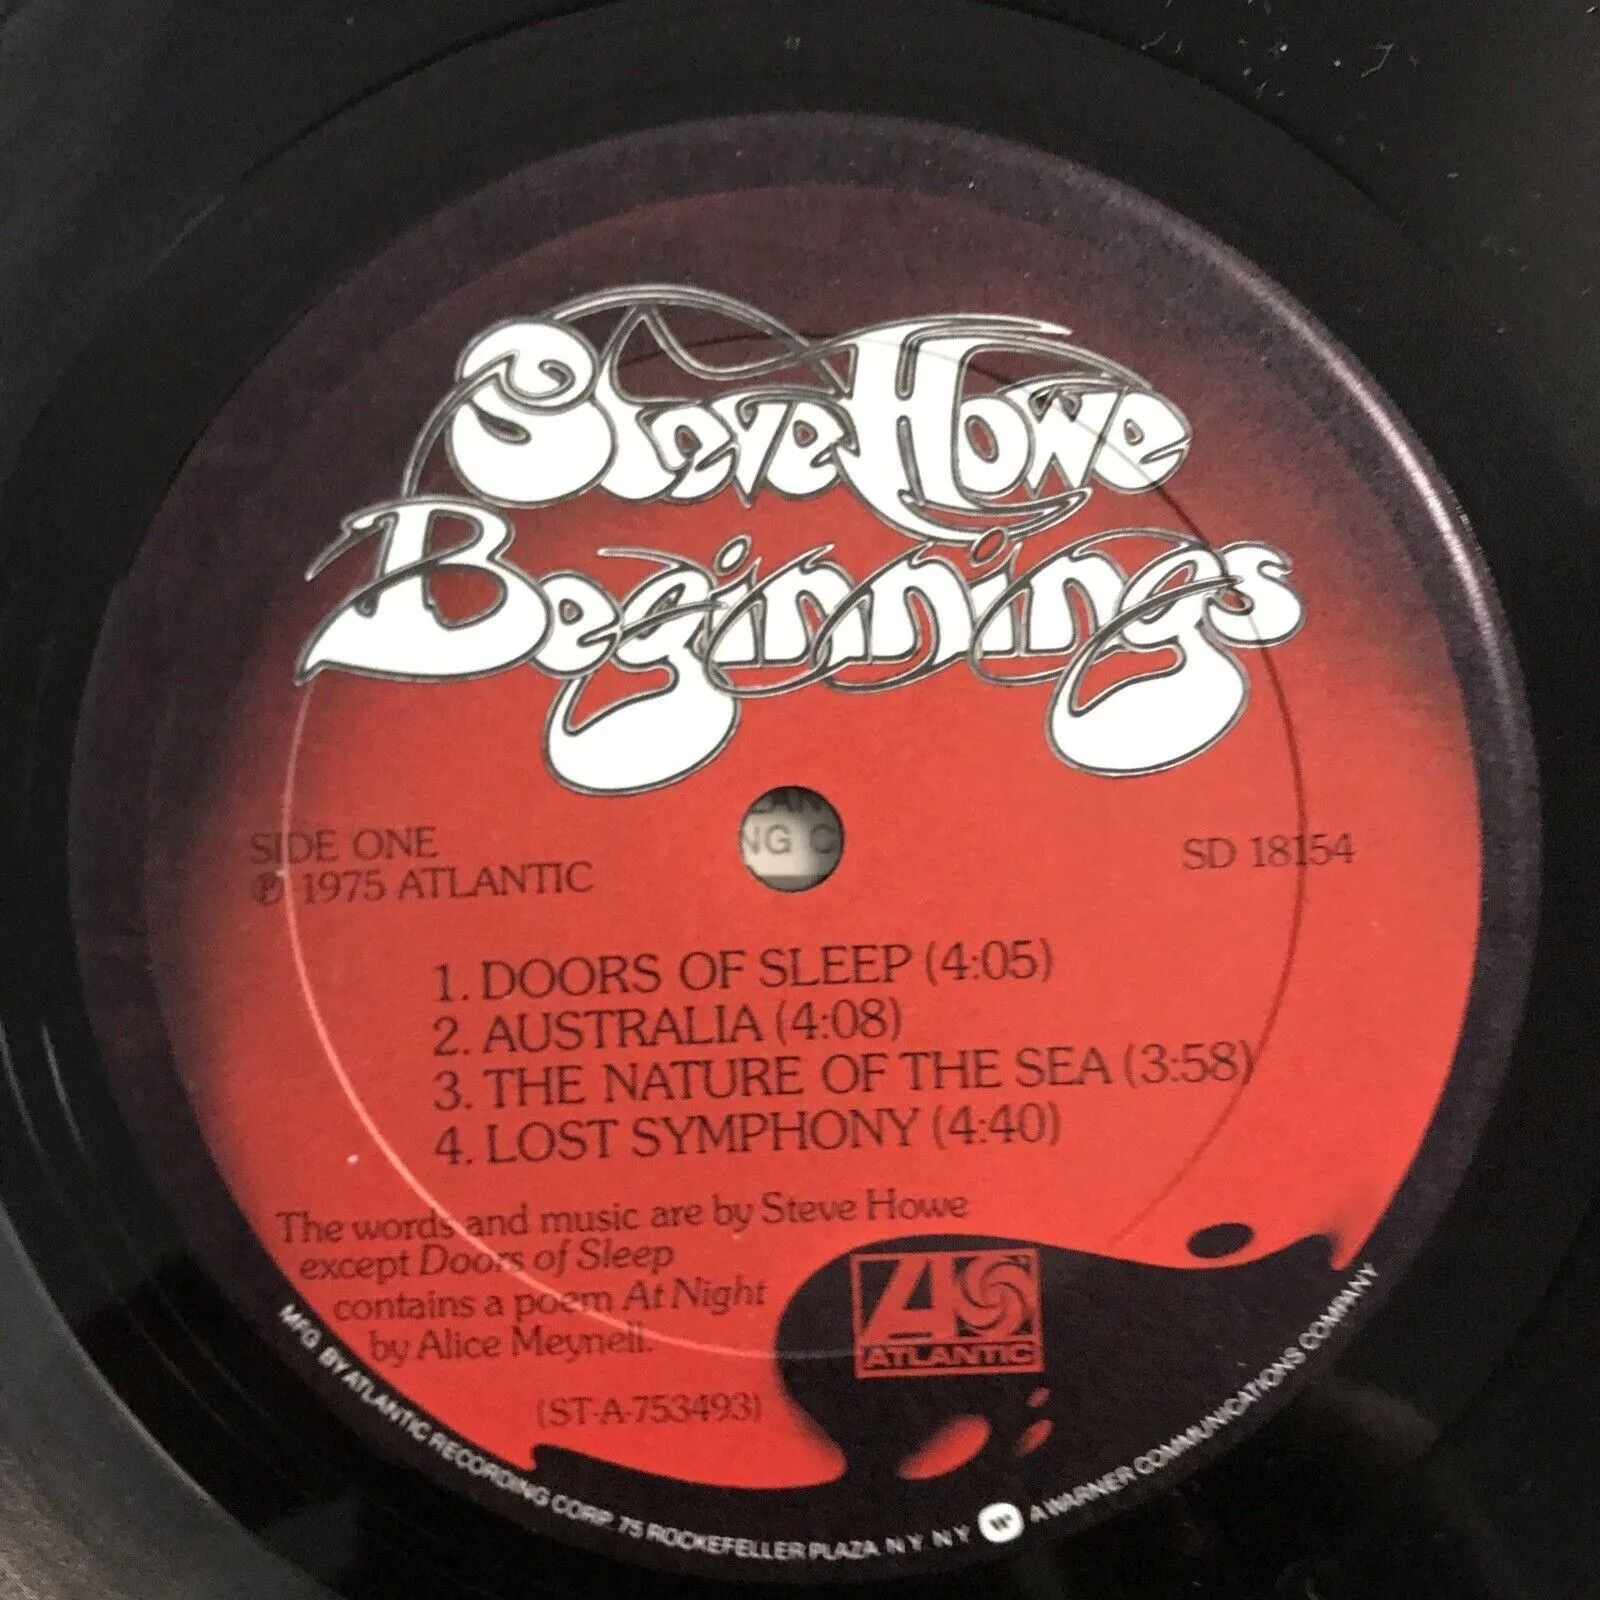 Steve Howe
Beginnings
SIDE ONE
℗ 1975 ATLANTIC
SD 18154
NG C
1. DOORS OF SLEEP (4:05)
2. AUSTRALIA (4:08)
3. THE NATURE OF THE SEA (3:58)
4. LOST SYMPHONY (4:40)
The words and music are by Steve Howe
except Doors of Sleep
contains a poem At Night
by Alice Meynell.
(ST-A-753493)
ATLANTIC
MFG. BY ATLANTIC RECORDING CORP. 75 ROCKEFELLER PLAZA N Y. N Y W A WARNER COMMUNICATIONS COMPANY